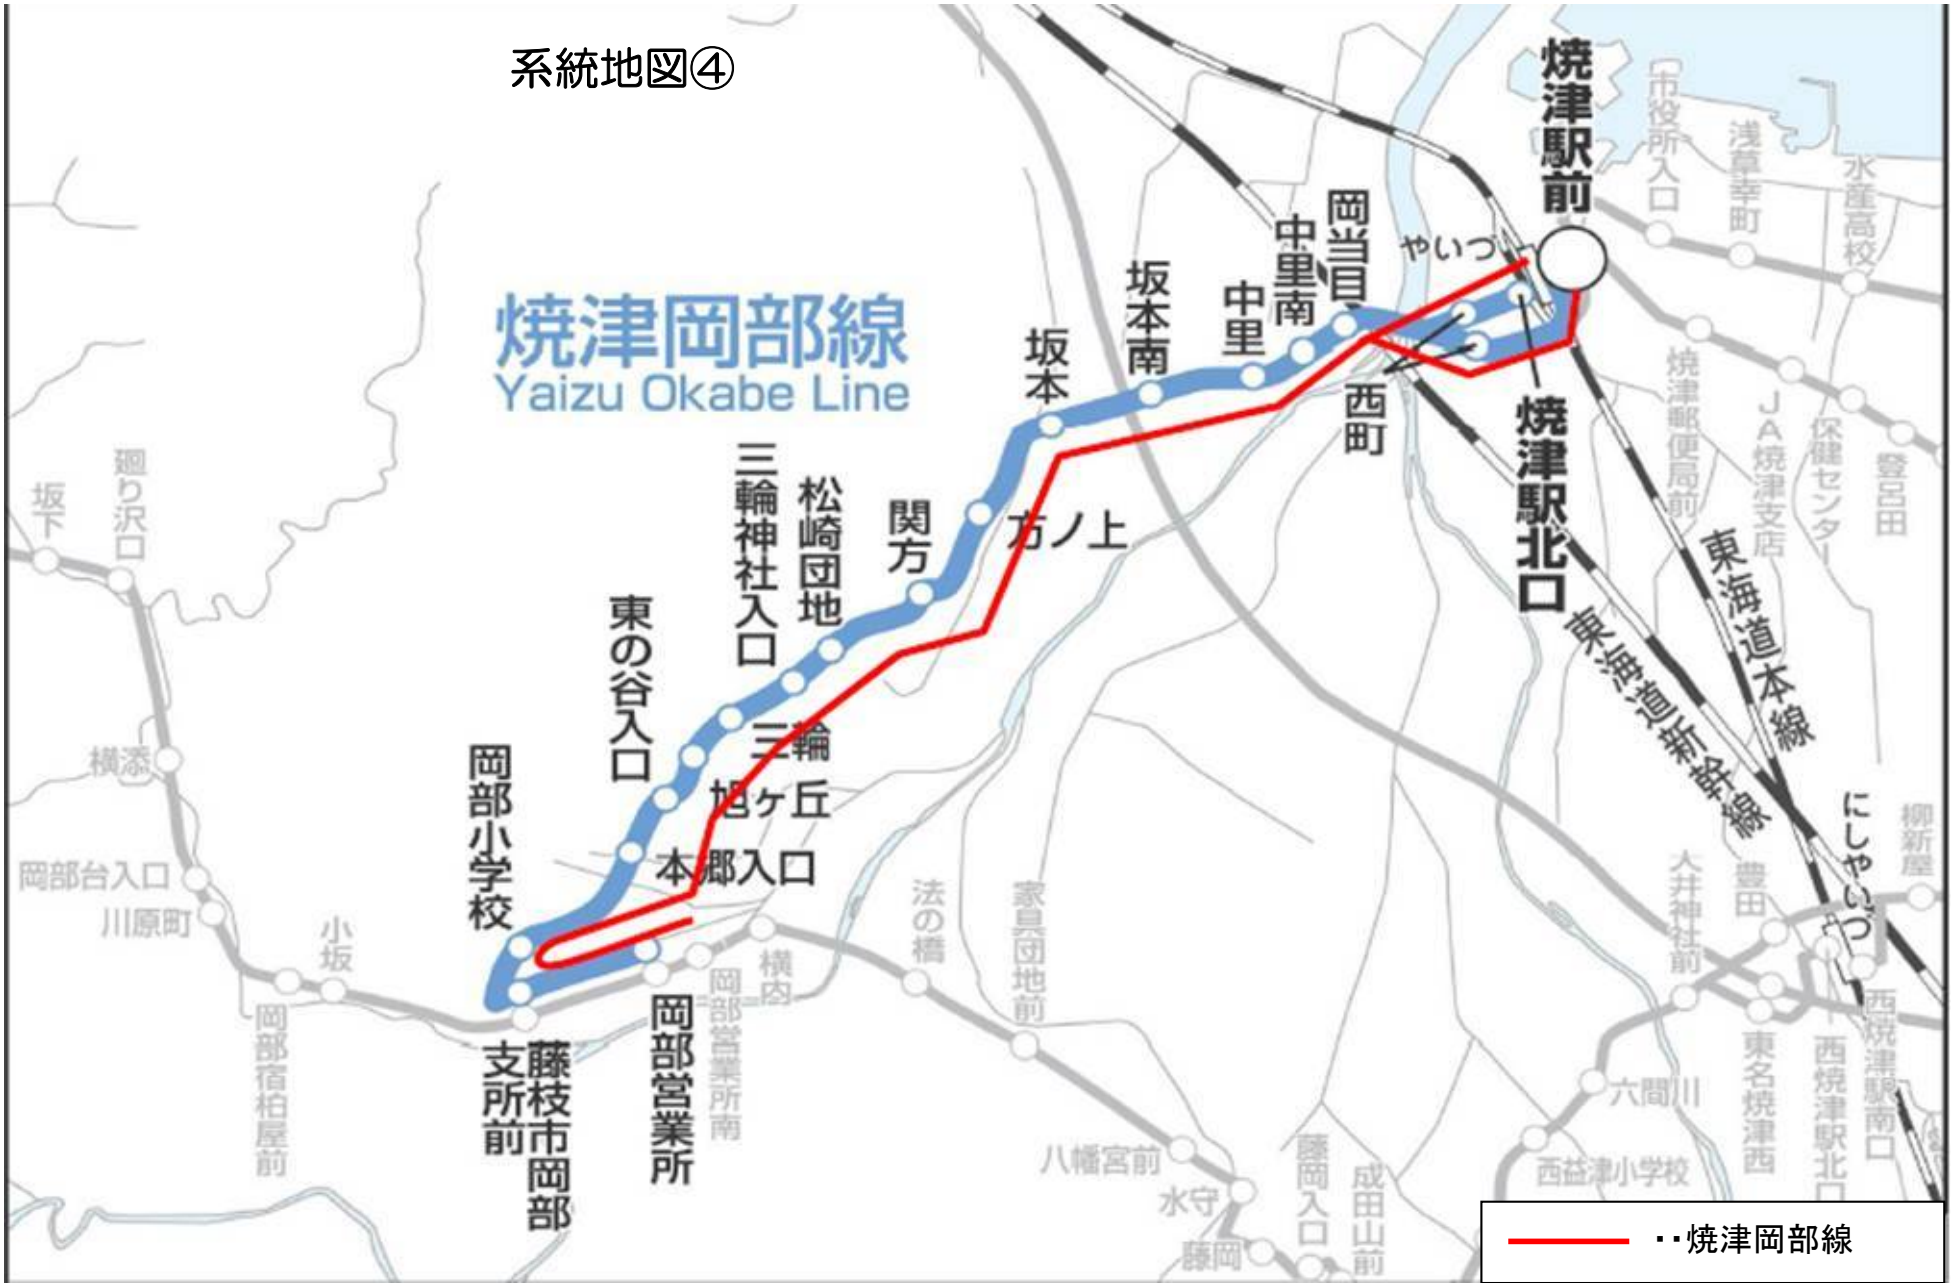 系統地図④
焼津岡部線
Yaizu Okabe Line
焼津駅前
市役所入口
浅草幸町
水産高校
やいづ
岡当目
中里南
中里
坂本南
坂本
西町
焼津駅北口
焼津郵便局前
JA焼津支店
保健センター
登呂田
方ノ上
関方
松崎団地
三輪神社入口
三輪
東の谷入口
旭ヶ丘
本郷入口
岡部小学校
藤枝市岡部
支所前
岡部営業所
岡部営業所南
横内
法の橋
家具団地前
八幡宮前
水守
藤岡
藤岡入口
成田山前
坂下
廻り沢口
横添
岡部台入口
川原町
小坂
岡部宿柏屋前
東海道本線
東海道新幹線
にしやいづ
柳新屋
豊田
大井神社前
東名焼津西
西焼津駅北口
西焼津駅南口
六間川
西益津小学校
‥焼津岡部線